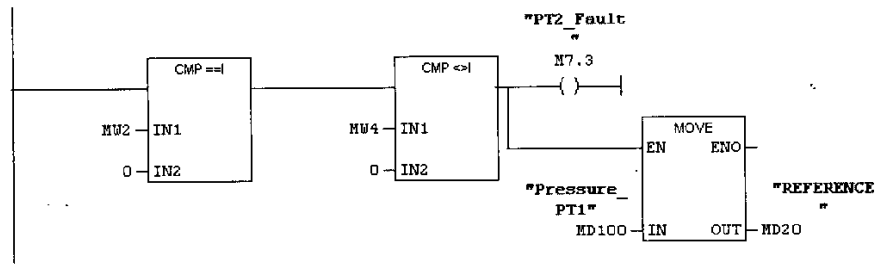 "PT2_Fault
"
M7.3
CMP ==I
CMP <>I
MW2 IN1
MW4 IN1
0 IN2
0 IN2
MOVE
EN ENO
"Pressure_
PT1"
"REFERENCE
"
MD100 IN OUT MD20